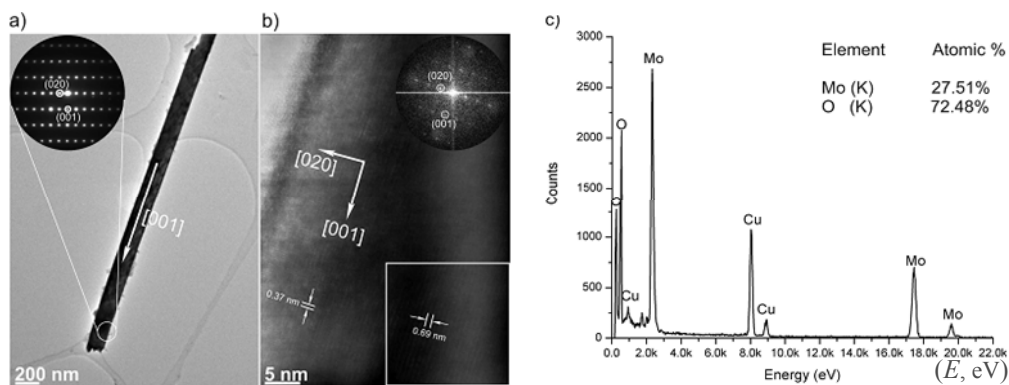 a)
(020)
(001)
[001]
200 nm
b)
(020)
(001)
[020]
[001]
0.37 nm
0.69 nm
5 nm
c)
Element Atomic %
Mo (K) 27.51%
O (K) 72.48%
Counts
3000
2500
2000
1500
1000
500
0
Mo
O
Cu
Cu
Cu
Mo
Mo
0.0 2.0k 4.0k 6.0k 8.0k 10.0k 12.0k 14.0k 16.0k 18.0k 20.0k 22.0k
Energy (eV)
(E, eV)